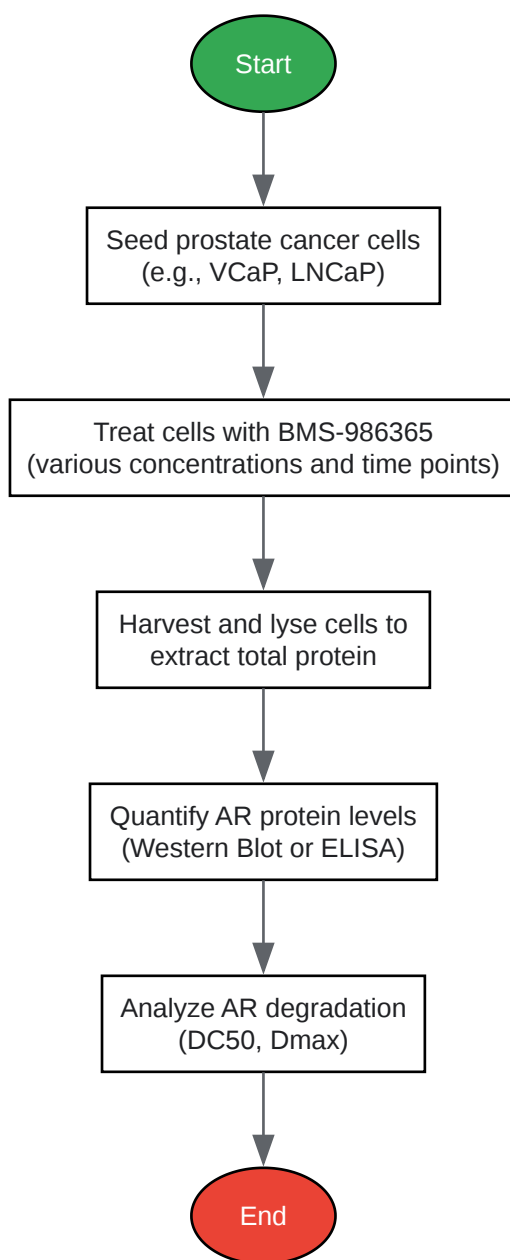 Start
Seed prostate cancer cells
(e.g., VCaP, LNCaP)
Treat cells with BMS-986365
(various concentrations and time points)
Harvest and lyse cells to
extract total protein
Quantify AR protein levels
(Western Blot or ELISA)
Analyze AR degradation
(DC50, Dmax)
End